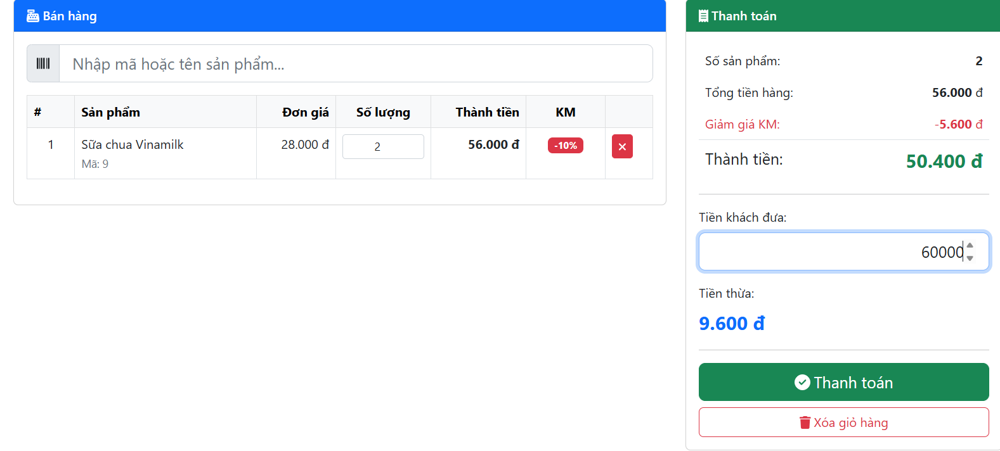 Bán hàng
Nhập mã hoặc tên sản phẩm...
# Sản phẩm Đơn giá Số lượng Thành tiền KM
1 Sữa chua Vinamilk 28.000 đ 2 56.000 đ -10%
Mã: 9
Thanh toán
Số sản phẩm: 2
Tổng tiền hàng: 56.000 đ
Giảm giá KM: -5.600 đ
Thành tiền: 50.400 đ
Tiền khách đưa:
60000
Tiền thừa:
9.600 đ
Thanh toán
Xóa giỏ hàng